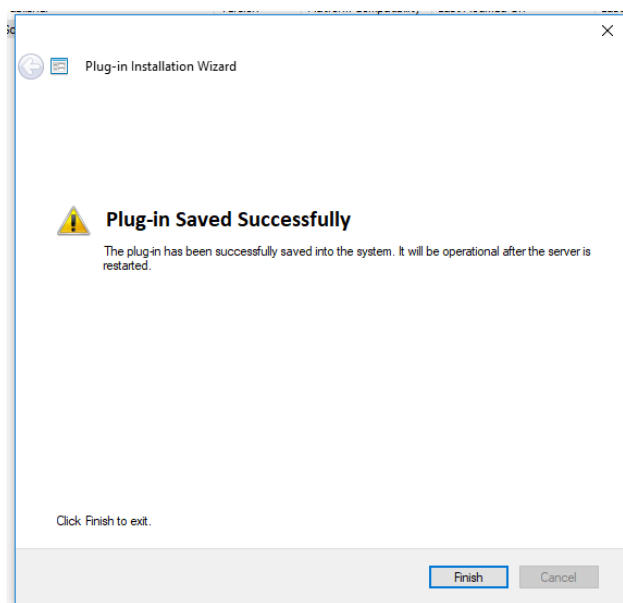 Plug-in Installation Wizard
Plug-in Saved Successfully
The plug-in has been successfully saved into the system. It will be operational after the server is
restarted.
Click Finish to exit.
Finish
Cancel